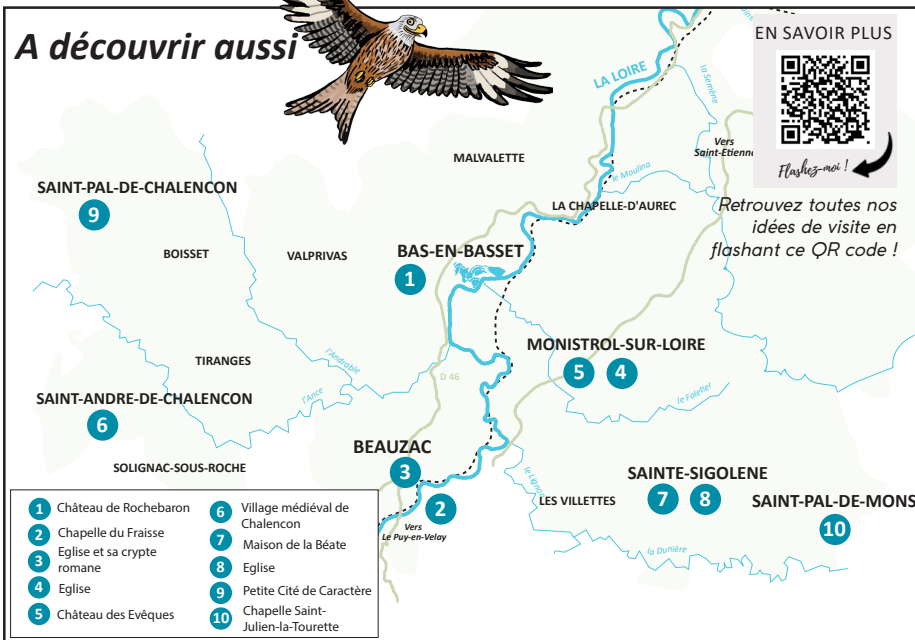 A découvrir aussi
EN SAVOIR PLUS
Flashez-moi !
Retrouvez toutes nos
idées de visite en
flashant ce QR code !
LA LOIRE
la Semène
Vers
Saint-Etienne
MALVALETTE
le Moulina
SAINT-PAL-DE-CHALENCON
9
LA CHAPELLE-D'AUREC
BOISSET
VALPRIVAS
BAS-EN-BASSET
1
MONISTROL-SUR-LOIRE
5
4
TIRANGES
l'Andrable
D 46
l'Ance
le Foletier
SAINT-ANDRE-DE-CHALENCON
6
BEAUZAC
3
SOLIGNAC-SOUS-ROCHE
le Lignon
SAINTE-SIGOLENE
7
8
LES VILLETTES
SAINT-PAL-DE-MONS
10
2
Vers
Le Puy-en-Velay
la Dunière
1 Château de Rochebaron
2 Chapelle du Fraisse
3 Eglise et sa crypte
romane
4 Eglise
5 Château des Evêques
6 Village médiéval de
Chalencon
7 Maison de la Béate
8 Eglise
9 Petite Cité de Caractère
10 Chapelle Saint-
Julien-la-Tourette